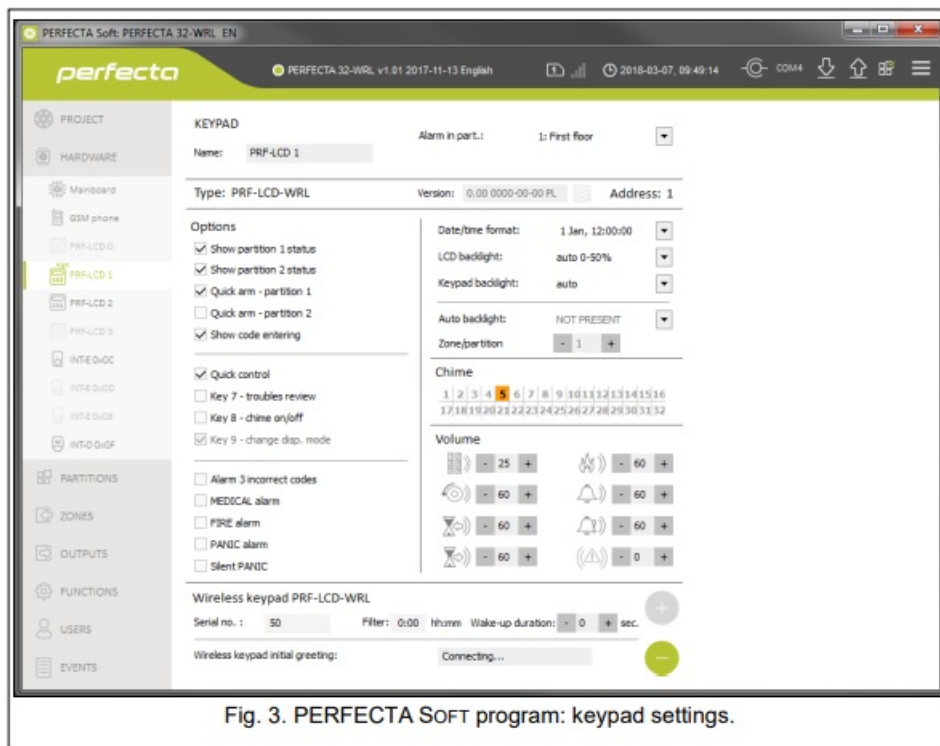 PERFECTA Soft: PERFECTA 32-WRL EN
perfecta
PERFECTA 32-WRL v1.01 2017-11-13 English
1
2018-03-07, 09:49:14
COM4
PROJECT
HARDWARE
Mainboard
GSM phone
PRF-LCD 0
PRF-LCD 1
PRF-LCD 2
PRF-LCD 3
INT-E 0x0C
INT-E 0x0D
INT-E 0x0E
INT-O 0x0F
PARTITIONS
ZONES
OUTPUTS
FUNCTIONS
USERS
EVENTS
KEYPAD
Name: PRF-LCD 1
Alarm in part.: 1: First floor
Type: PRF-LCD-WRL
Version: 0.00 0000-00-00 PL
Address: 1
Options
Show partition 1 status
Show partition 2 status
Quick arm - partition 1
Quick arm - partition 2
Show code entering
Quick control
Key 7 - troubles review
Key 8 - chime on/off
Key 9 - change disp. mode
Alarm 3 incorrect codes
MEDICAL alarm
FIRE alarm
PANIC alarm
Silent PANIC
Date/time format: 1 Jan, 12:00:00
LCD backlight: auto 0-50%
Keypad backlight: auto
Auto backlight: NOT PRESENT
Zone/partition - 1 +
Chime
1 2 3 4 5 6 7 8 9 10 11 12 13 14 15 16
17 18 19 20 21 22 23 24 25 26 27 28 29 30 31 32
Volume
- 25 + - 60 +
- 60 + - 60 +
- 60 + - 60 +
- 60 + - 0 +
Wireless keypad PRF-LCD-WRL
Serial no. : 50 Filter: 0:00 hh:mm Wake-up duration: - 0 + sec.
Wireless keypad initial greeting: Connecting...
Fig. 3. PERFECTA SOFT program: keypad settings.